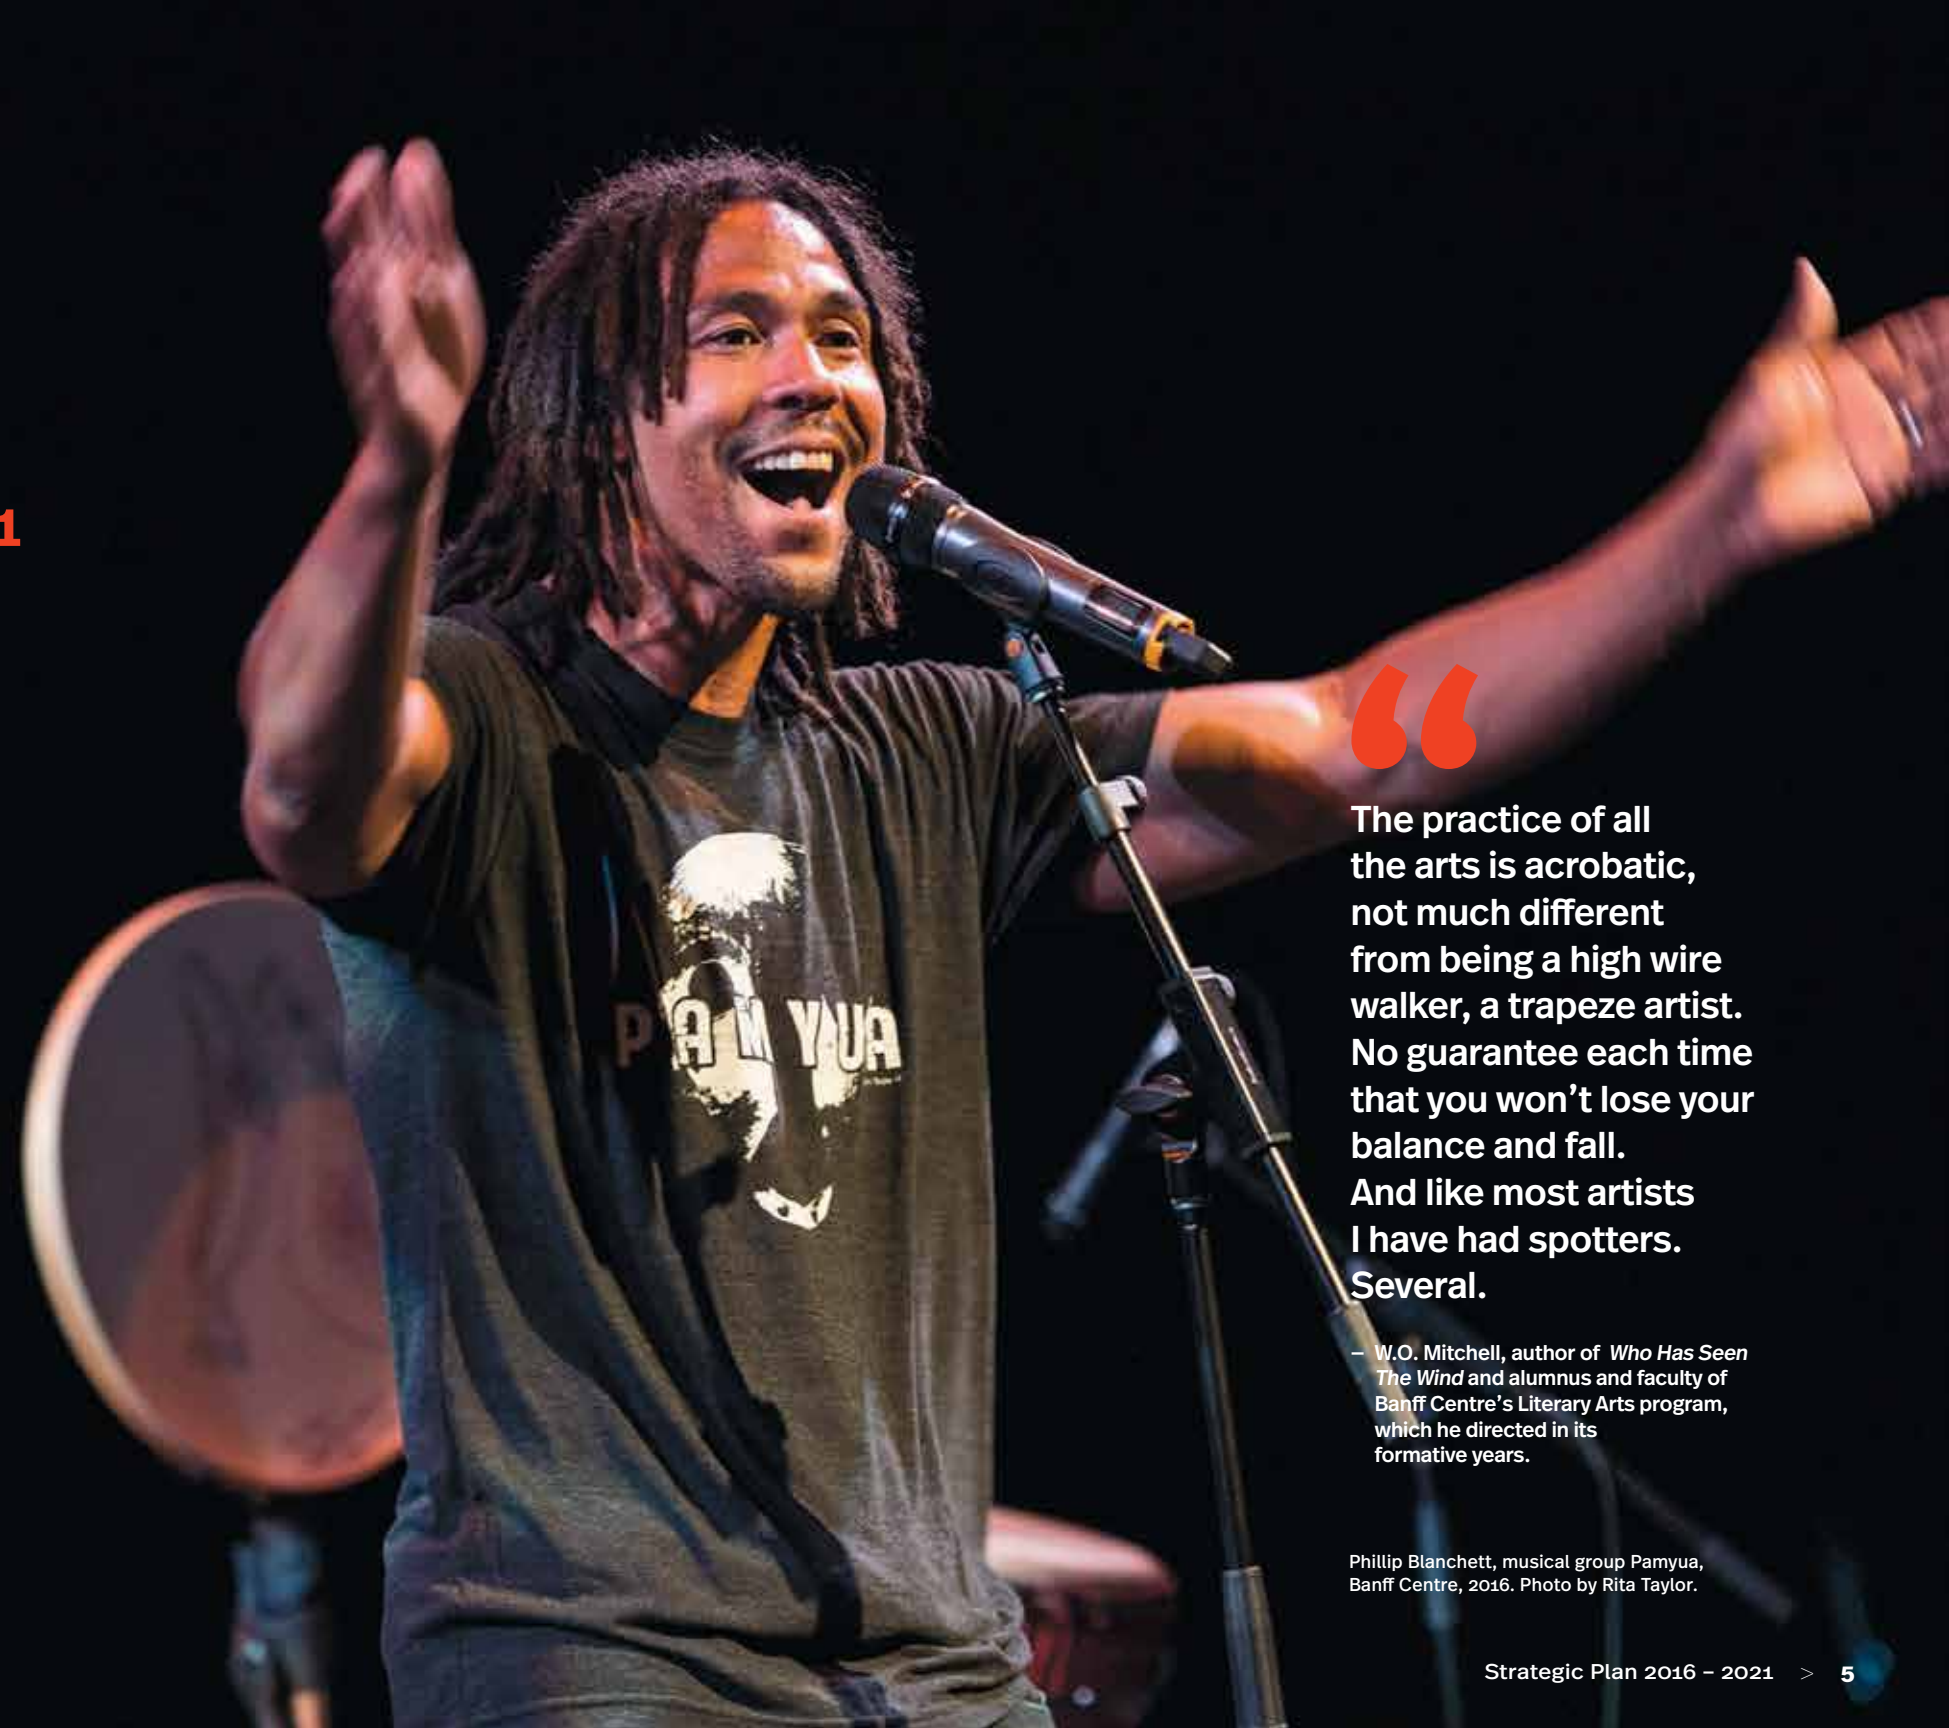 1
PAMYUA
“
The practice of all
the arts is acrobatic,
not much different
from being a high wire
walker, a trapeze artist.
No guarantee each time
that you won’t lose your
balance and fall.
And like most artists
I have had spotters.
Several.
– W.O. Mitchell, author of Who Has Seen
The Wind and alumnus and faculty of
Banff Centre’s Literary Arts program,
which he directed in its
formative years.
Phillip Blanchett, musical group Pamyua,
Banff Centre, 2016. Photo by Rita Taylor.
Strategic Plan 2016 – 2021 > 5